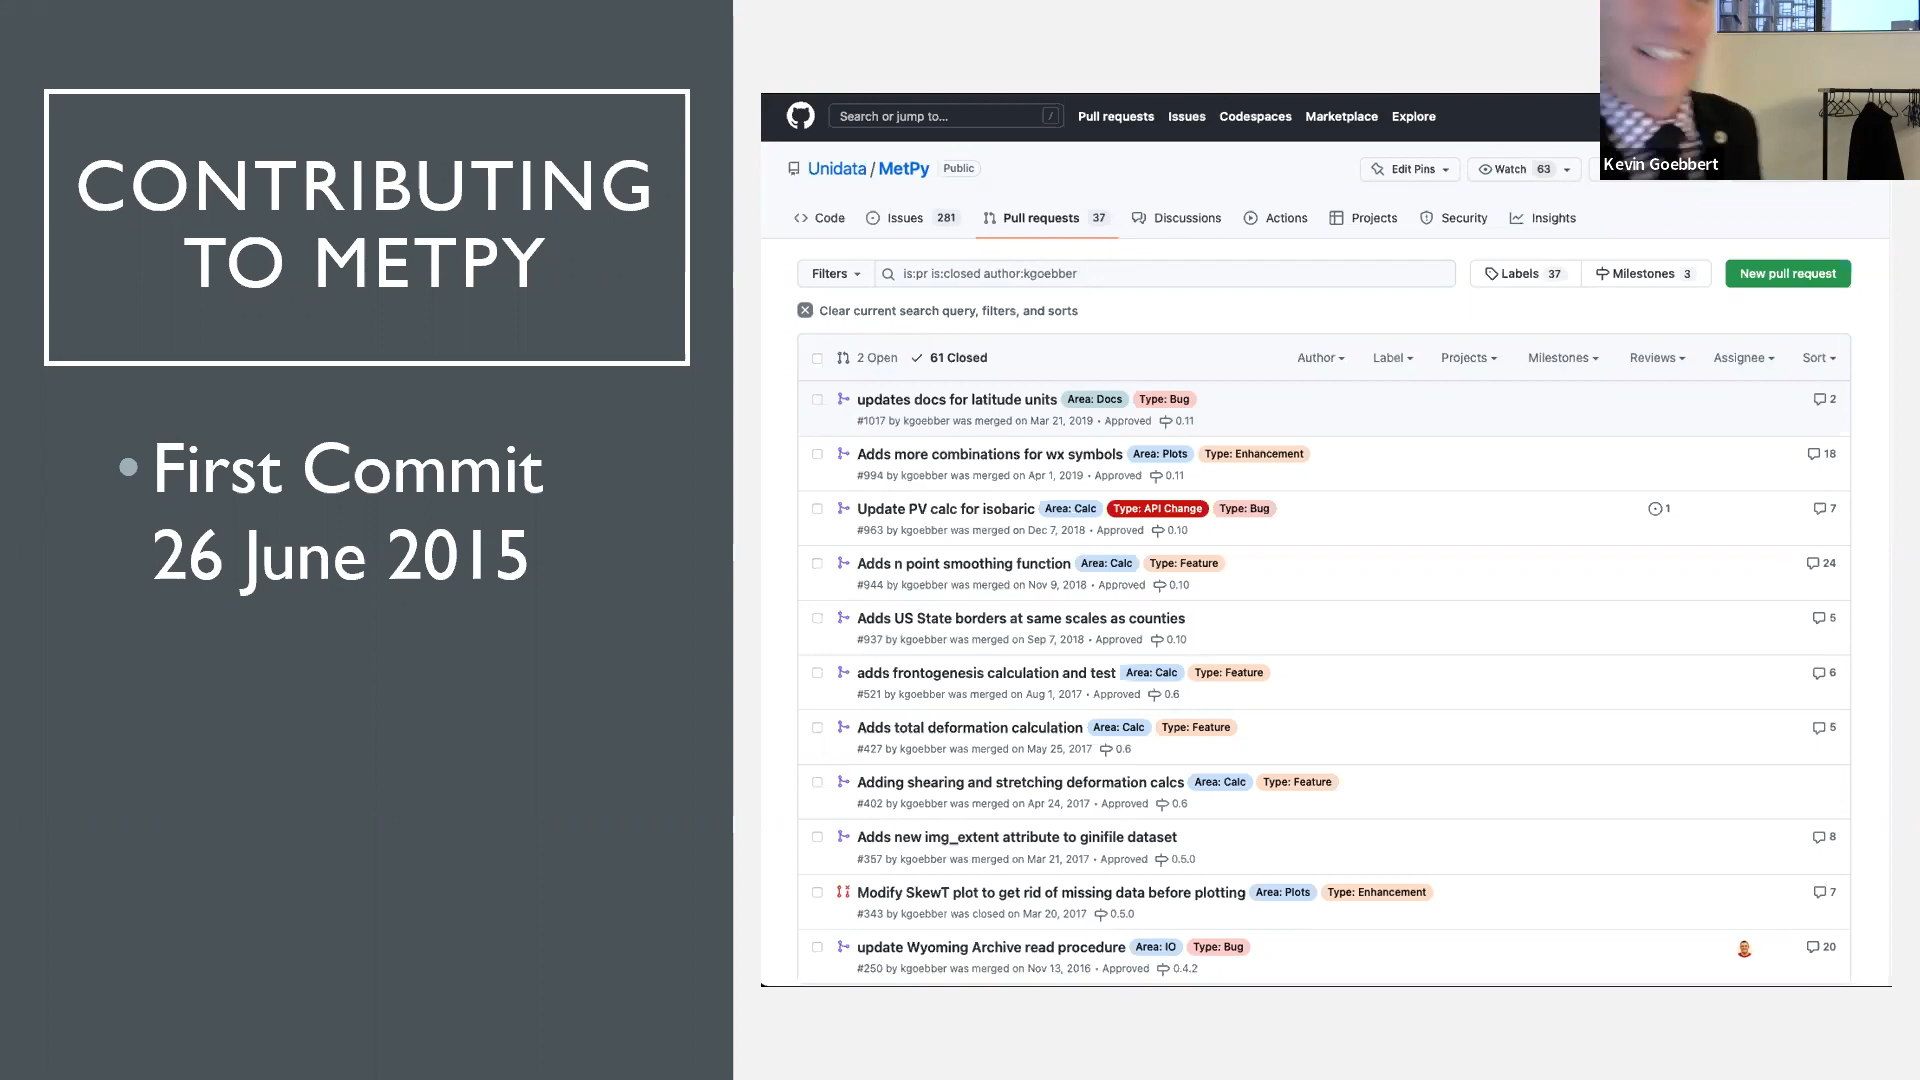 CONTRIBUTING
TO METPY
• First Commit
26 June 2015
Search or jump to... /
Pull requests Issues Codespaces Marketplace Explore
Kevin Goebbert
Unidata / MetPy Public
Edit Pins Watch 63
Code Issues 281 Pull requests 37 Discussions Actions Projects Security Insights
Filters is:pr is:closed author:kgoebber Labels 37 Milestones 3 New pull request
Clear current search query, filters, and sorts
2 Open 61 Closed Author Label Projects Milestones Reviews Assignee Sort
updates docs for latitude units Area: Docs Type: Bug 2
#1017 by kgoebber was merged on Mar 21, 2019 • Approved 0.11
Adds more combinations for wx symbols Area: Plots Type: Enhancement 18
#994 by kgoebber was merged on Apr 1, 2019 • Approved 0.11
Update PV calc for isobaric Area: Calc Type: API Change Type: Bug 1 7
#963 by kgoebber was merged on Dec 7, 2018 • Approved 0.10
Adds n point smoothing function Area: Calc Type: Feature 24
#944 by kgoebber was merged on Nov 9, 2018 • Approved 0.10
Adds US State borders at same scales as counties 5
#937 by kgoebber was merged on Sep 7, 2018 • Approved 0.10
adds frontogenesis calculation and test Area: Calc Type: Feature 6
#521 by kgoebber was merged on Aug 1, 2017 • Approved 0.6
Adds total deformation calculation Area: Calc Type: Feature 5
#427 by kgoebber was merged on May 25, 2017 0.6
Adding shearing and stretching deformation calcs Area: Calc Type: Feature
#402 by kgoebber was merged on Apr 24, 2017 • Approved 0.6
Adds new img_extent attribute to ginifile dataset 8
#357 by kgoebber was merged on Mar 21, 2017 • Approved 0.5.0
Modify SkewT plot to get rid of missing data before plotting Area: Plots Type: Enhancement 7
#343 by kgoebber was closed on Mar 20, 2017 0.5.0
update Wyoming Archive read procedure Area: IO Type: Bug 20
#250 by kgoebber was merged on Nov 13, 2016 • Approved 0.4.2